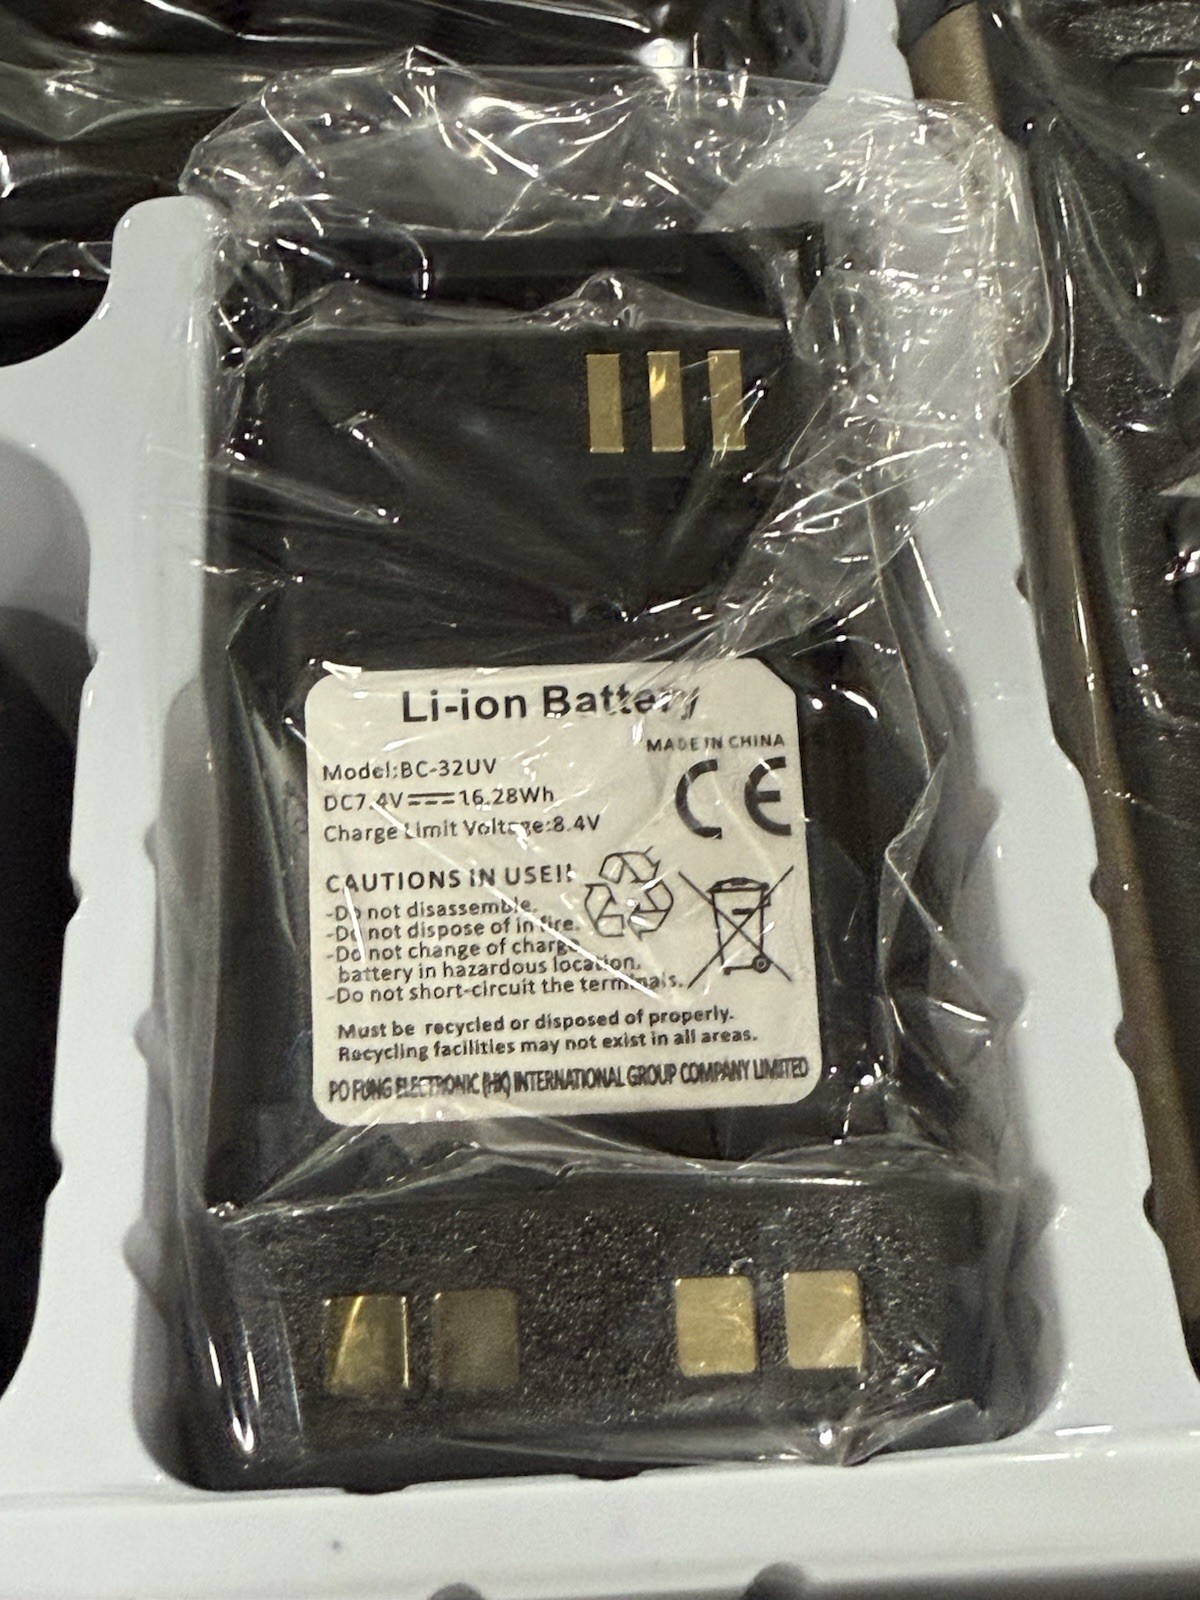 Li-ion Battery
MADE IN CHINA
Model:BC-32UV
DC7.4V⎓16.28Wh
Charge Limit Voltage:8.4V
CE
CAUTIONS IN USE!!
-Do not disassemble.
-Do not dispose of in fire.
-Do not change of charge
battery in hazardous location.
-Do not short-circuit the terminals.
Must be recycled or disposed of properly.
Recycling facilities may not exist in all areas.
PO FUNG ELECTRONIC (HK) INTERNATIONAL GROUP COMPANY LIMITED